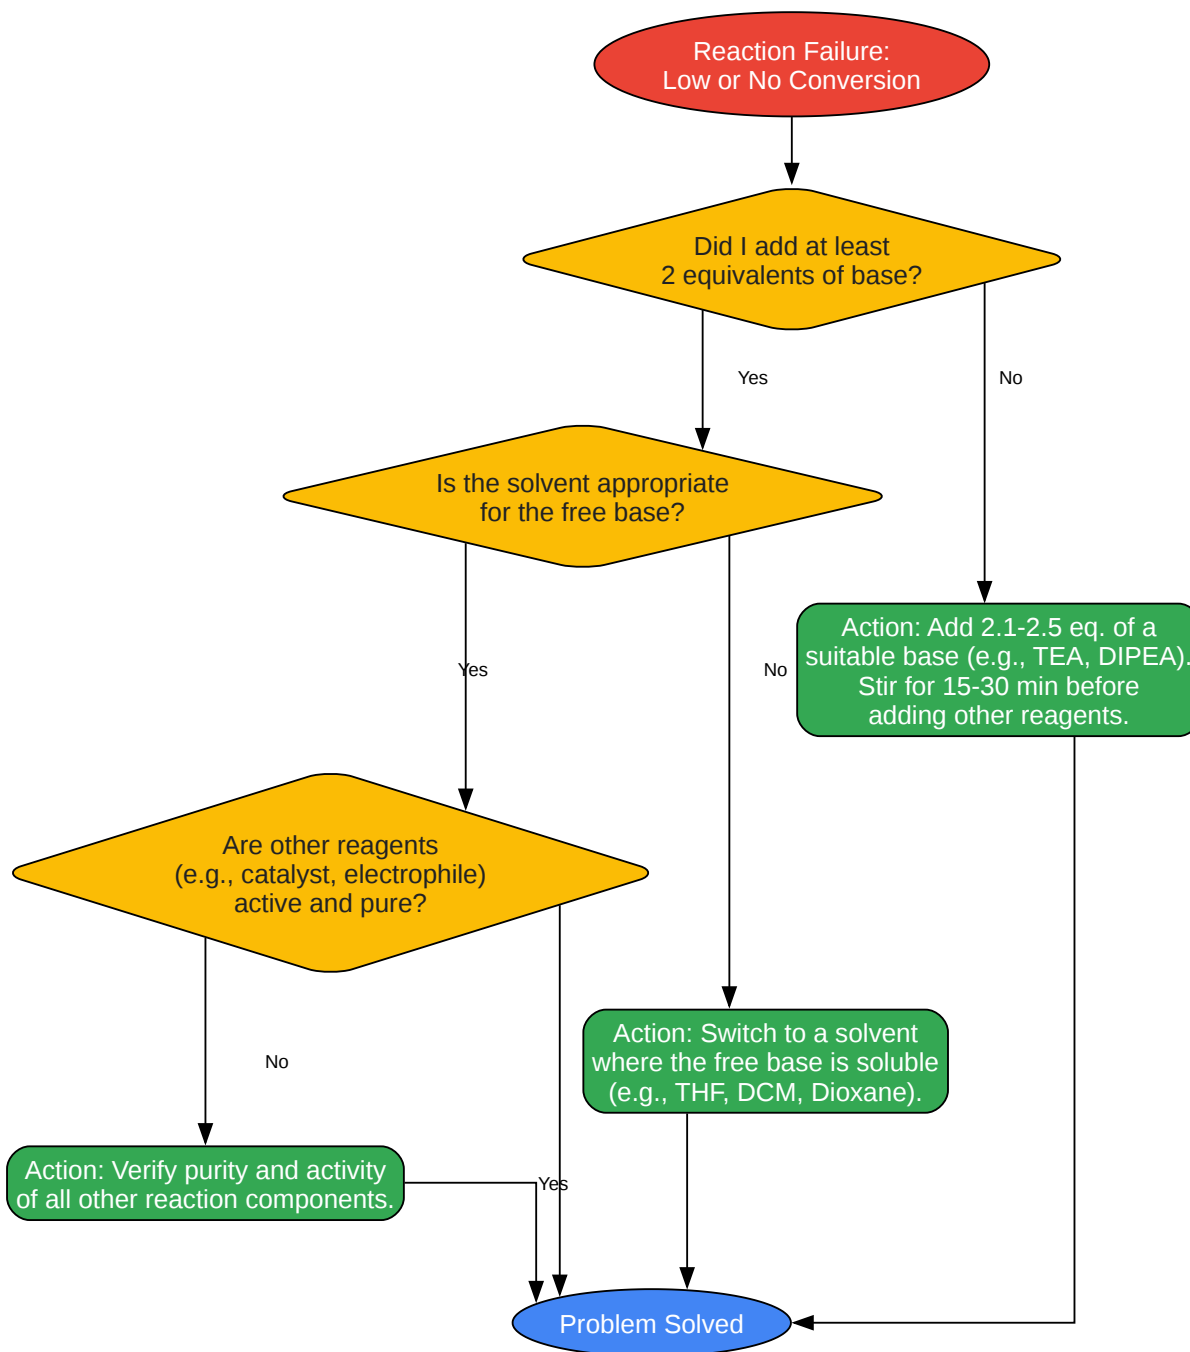 Reaction Failure:
Low or No Conversion
Did I add at least
2 equivalents of base?
Yes
No
Is the solvent appropriate
for the free base?
Action: Add 2.1-2.5 eq. of a
suitable base (e.g., TEA, DIPEA).
Stir for 15-30 min before
adding other reagents.
Yes
No
Are other reagents
(e.g., catalyst, electrophile)
active and pure?
Action: Switch to a solvent
where the free base is soluble
(e.g., THF, DCM, Dioxane).
No
Action: Verify purity and activity
of all other reaction components.
Yes
Problem Solved